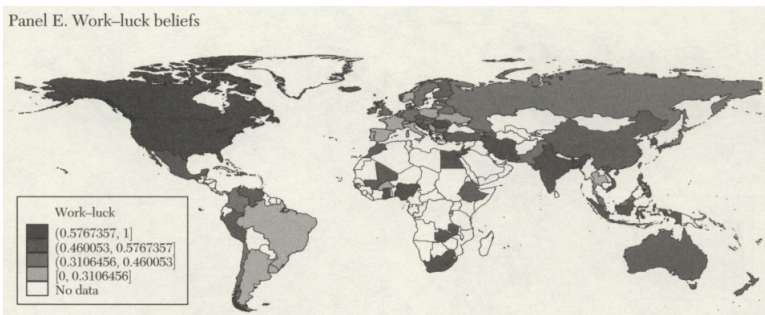 Panel E. Work–luck beliefs
Work–luck
(0.5767357, 1]
(0.460053, 0.5767357]
(0.3106456, 0.460053]
[0, 0.3106456]
No data